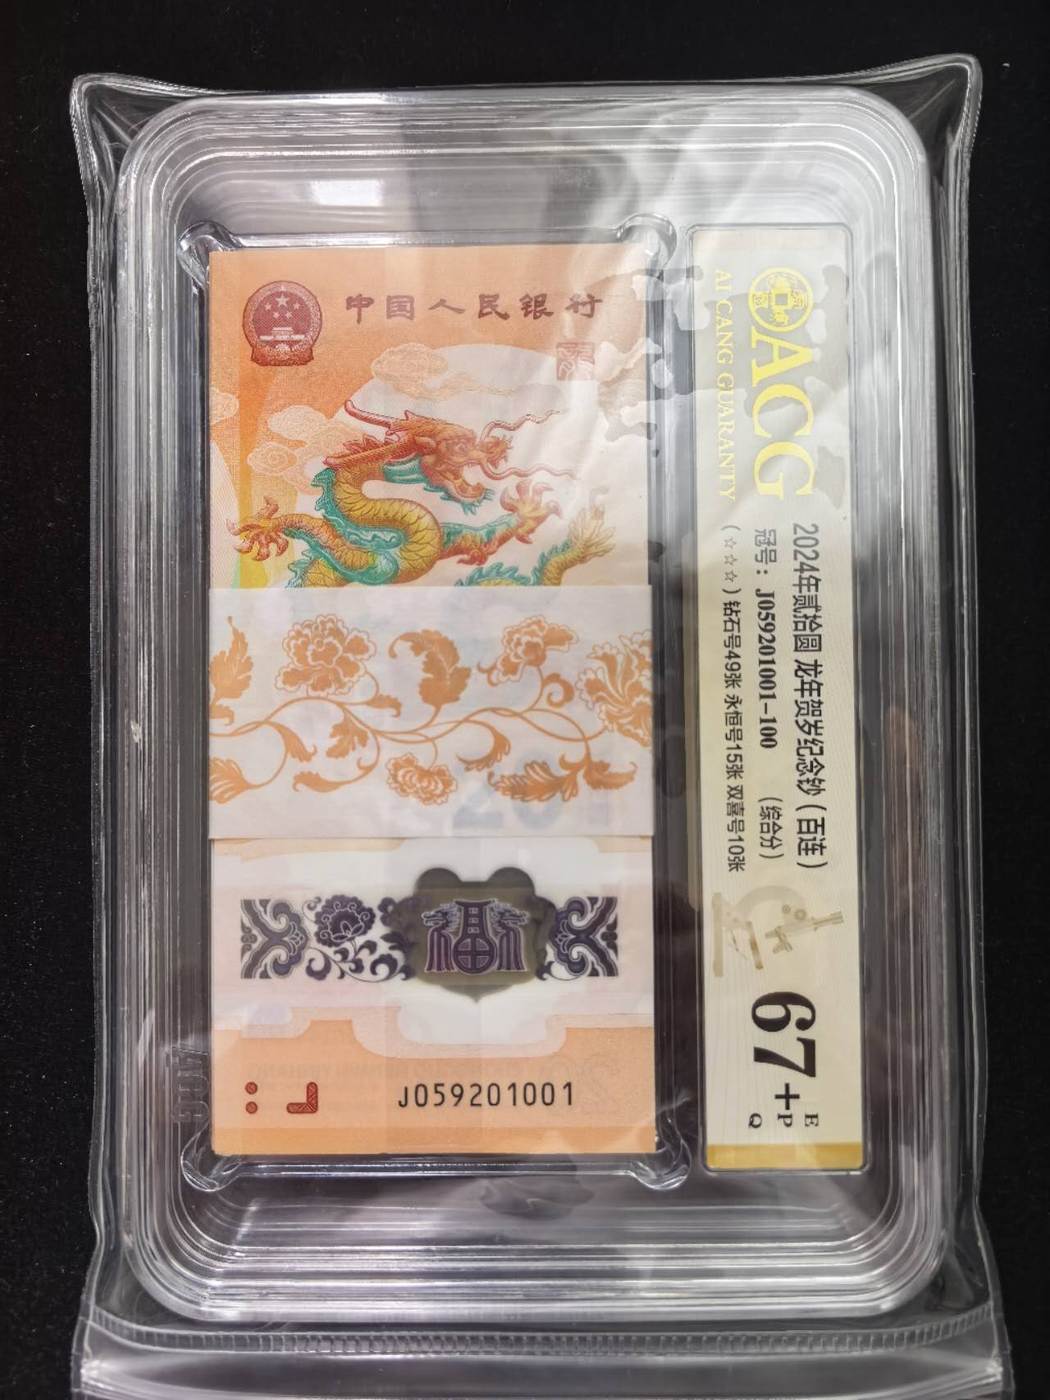 中国人民银行
福
J059201001
ACG
AI CANG GUARANTY
2024年贰拾圆 龙年贺岁纪念钞（百连）
冠号：J059201001-100 （综合分）
（☆☆☆）钻石号49张 永恒号15张 双喜号10张
67+
E
P
Q